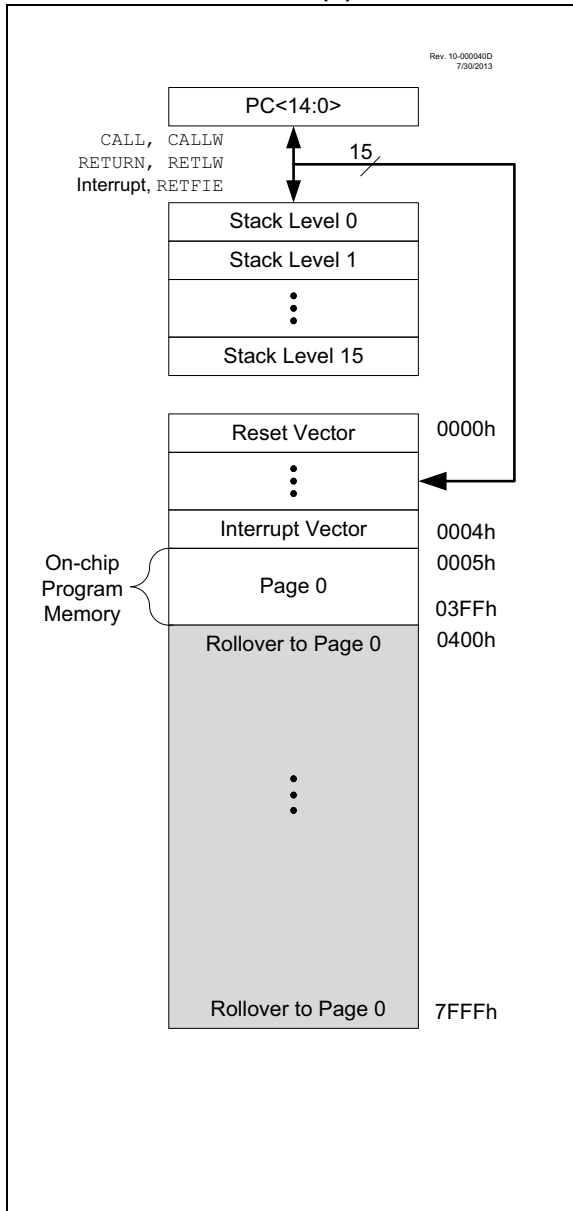 Rev. 10-000040D
7/30/2013
PC<14:0>
CALL, CALLW
RETURN, RETLW
Interrupt, RETFIE
15
Stack Level 0
Stack Level 1
Stack Level 15
Reset Vector
0000h
Interrupt Vector
0004h
On-chip
Program
Memory
Page 0
0005h
03FFh
Rollover to Page 0
0400h
Rollover to Page 0
7FFFh